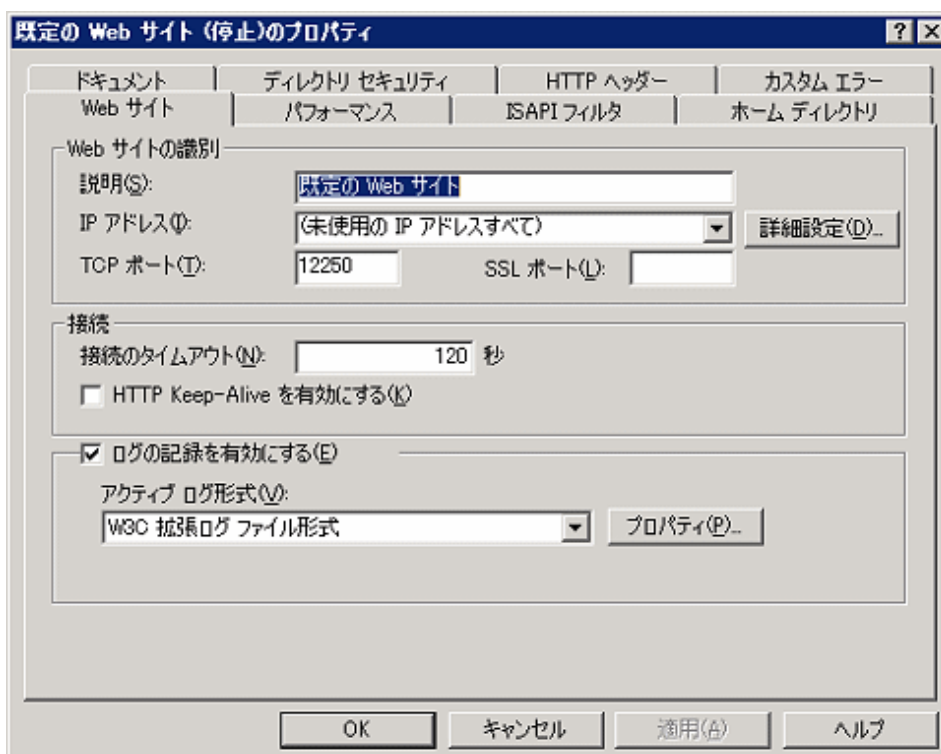 既定の Web サイト (停止)のプロパティ
ドキュメント ディレクトリ セキュリティ HTTP ヘッダー カスタム エラー
Web サイト パフォーマンス ISAPI フィルタ ホーム ディレクトリ
Web サイトの識別
説明(S): 既定の Web サイト
IP アドレス(I): (未使用の IP アドレスすべて) 詳細設定(D)...
TCP ポート(T): 12250 SSL ポート(L):
接続
接続のタイムアウト(N): 120 秒
HTTP Keep-Alive を有効にする(K)
ログの記録を有効にする(E)
アクティブ ログ形式(V):
W3C 拡張ログ ファイル形式 プロパティ(P)...
OK キャンセル 適用(A) ヘルプ